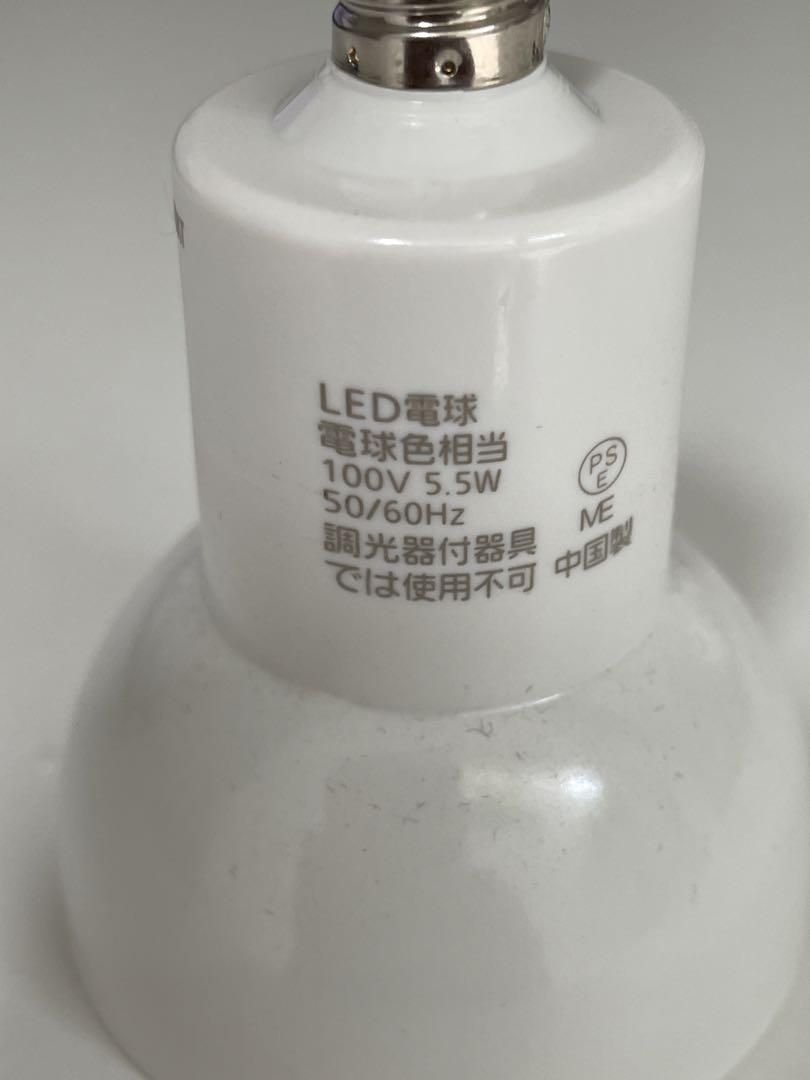 LED電球
電球色相当
100V 5.5W
50/60Hz
調光器付器具
では使用不可
PS
E
ME
中国製